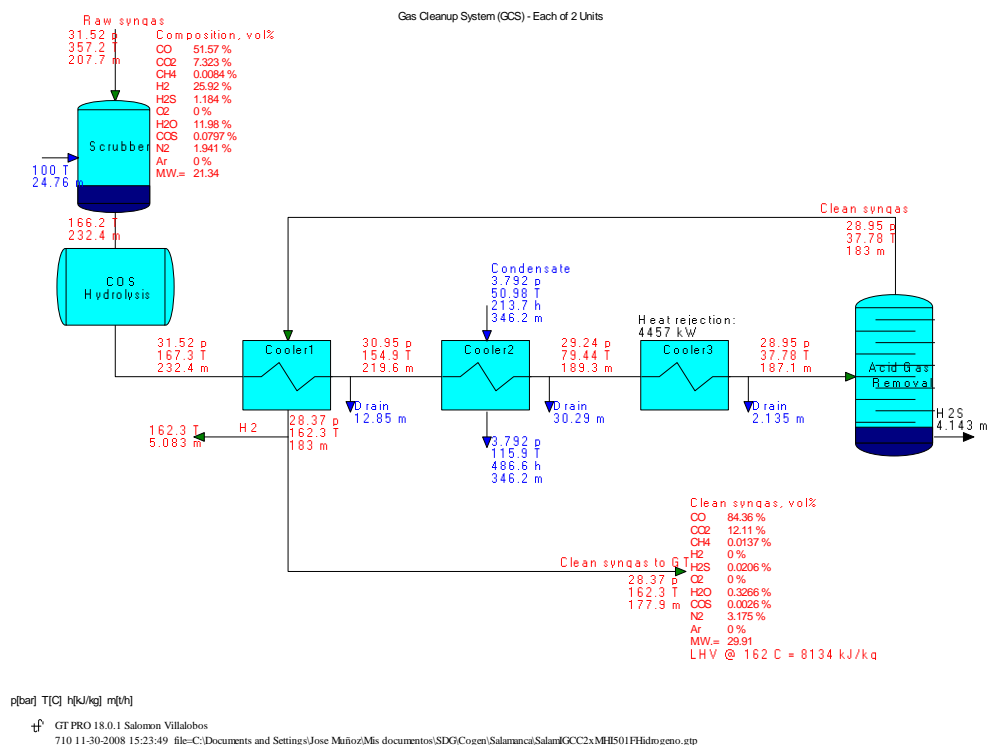 Gas Cleanup System (GCS) - Each of 2 Units
Raw syngas
31.52 p
357.2 T
207.7 m
Composition, vol%
CO 51.57 %
CO2 7.323 %
CH4 0.0084 %
H2 25.92 %
H2S 1.184 %
O2 0 %
H2O 11.98 %
COS 0.0797 %
N2 1.941 %
Ar 0 %
M.W.= 21.34
Scrubber
100 T
24.76 m
166.2 T
232.4 m
COS
Hydrolysis
Clean syngas
28.95 p
37.78 T
183 m
Condensate
3.792 p
50.98 T
213.7 h
346.2 m
Heat rejection:
4457 kW
31.52 p
167.3 T
232.4 m
Cooler1
30.95 p
154.9 T
219.6 m
Cooler2
29.24 p
79.44 T
189.3 m
Cooler3
28.95 p
37.78 T
187.1 m
Acid Gas
Removal
Drain
12.85 m
Drain
30.29 m
Drain
2.135 m
H2S
4.143 m
162.3 T
5.083 m
H2
28.37 p
162.3 T
183 m
3.792 p
115.9 T
486.6 h
346.2 m
Clean syngas to GT
28.37 p
162.3 T
177.9 m
Clean syngas, vol%
CO 84.36 %
CO2 12.11 %
CH4 0.0137 %
H2 0 %
H2S 0.0206 %
O2 0 %
H2O 0.3266 %
COS 0.0026 %
N2 3.175 %
Ar 0 %
M.W.= 29.91
LHV @ 162 C = 8134 kJ/kg
p[bar] T[C] h[kJ/kg] m[t/h]
GT PRO 18.0.1 Salomon Villalobos
710 11-30-2008 15:23:49 file=C:\Documents and Settings\Jose Muñoz\Mis documentos\SDG\Cogen\Salamanca\SalamIGCC2xMHI501FHidrogeno.gtp